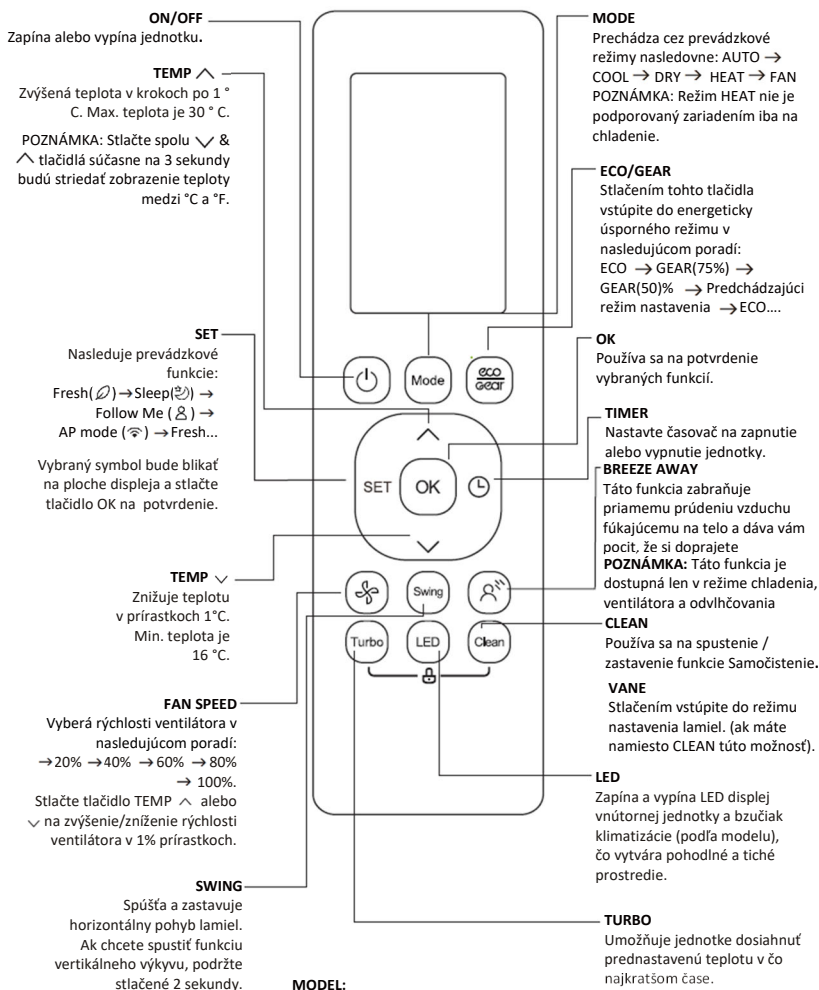 ON/OFF
Zapína alebo vypína jednotku.
TEMP ︿
Zvýšená teplota v krokoch po 1 °
C. Max. teplota je 30 ° C.
POZNÁMKA: Stlačte spolu ﹀ &
︿ tlačidlá súčasne na 3 sekundy
budú striedať zobrazenie teploty
medzi °C a °F.
SET
Nasleduje prevádzkové
funkcie:
Fresh( ) →Sleep( ) →
Follow Me ( ) →
AP mode ( ) →Fresh...
Vybraný symbol bude blikať
na ploche displeja a stlačte
tlačidlo OK na potvrdenie.
TEMP ﹀
Znižuje teplotu
v prírastkoch 1°C.
Min. teplota je
16 °C.
FAN SPEED
Vyberá rýchlosti ventilátora v
nasledujúcom poradí:
→20% →40% →60% →80%
→ 100%.
Stlačte tlačidlo TEMP ︿ alebo
﹀ na zvýšenie/zníženie rýchlosti
ventilátora v 1% prírastkoch.
SWING
Spúšťa a zastavuje
horizontálny pohyb lamiel.
Ak chcete spustiť funkciu
vertikálneho výkyvu, podržte
stlačené 2 sekundy.
Mode
eco
Gear
SET
OK
Swing
Turbo
LED
Clean
MODEL:
MODE
Prechádza cez prevádzkové
režimy nasledovne: AUTO →
COOL → DRY → HEAT → FAN
POZNÁMKA: Režim HEAT nie je
podporovaný zariadením iba na
chladenie.
ECO/GEAR
Stlačením tohto tlačidla
vstúpite do energeticky
úsporného režimu v
nasledujúcom poradí:
ECO → GEAR(75%) →
GEAR(50)% → Predchádzajúci
režim nastavenia →ECO....
OK
Používa sa na potvrdenie
vybraných funkcií.
TIMER
Nastavte časovač na zapnutie
alebo vypnutie jednotky.
BREEZE AWAY
Táto funkcia zabraňuje
priamemu prúdeniu vzduchu
fúkajúcemu na telo a dáva vám
pocit, že si doprajete
POZNÁMKA: Táto funkcia je
dostupná len v režime chladenia,
ventilátora a odvlhčovania
CLEAN
Používa sa na spustenie /
zastavenie funkcie Samočistenie.
VANE
Stlačením vstúpite do režimu
nastavenia lamiel. (ak máte
namiesto CLEAN túto možnosť).
LED
Zapína a vypína LED displej
vnútornej jednotky a bzučiak
klimatizácie (podľa modelu),
čo vytvára pohodlné a tiché
prostredie.
TURBO
Umožňuje jednotke dosiahnuť
prednastavenú teplotu v čo
najkratšom čase.